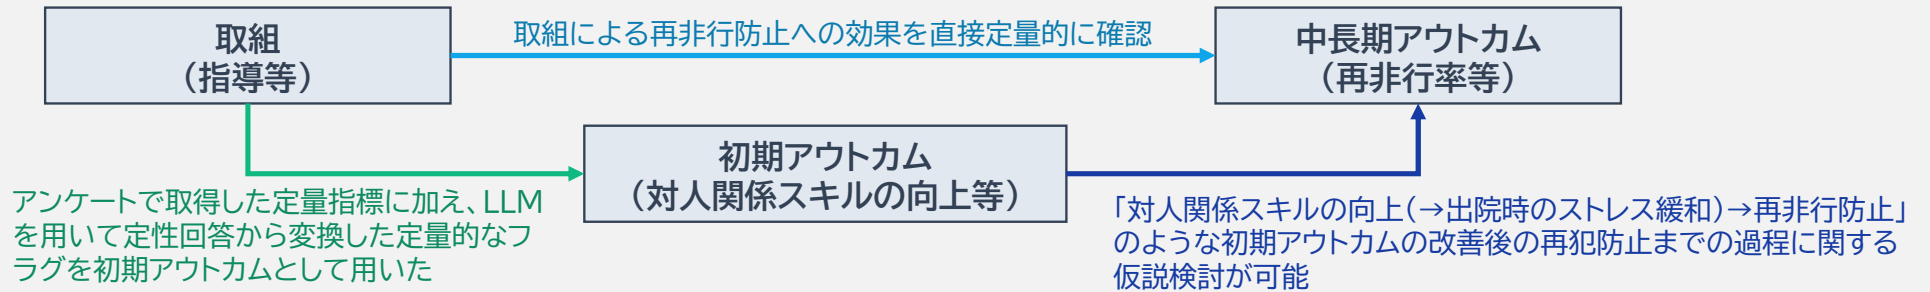 取組
（指導等）
取組による再非行防止への効果を直接定量的に確認
中長期アウトカム
（再非行率等）
初期アウトカム
（対人関係スキルの向上等）
アンケートで取得した定量指標に加え、LLM
を用いて定性回答から変換した定量的なフ
ラグを初期アウトカムとして用いた
「対人関係スキルの向上（→出院時のストレス緩和）→再非行防止」
のような初期アウトカムの改善後の再犯防止までの過程に関する
仮説検討が可能